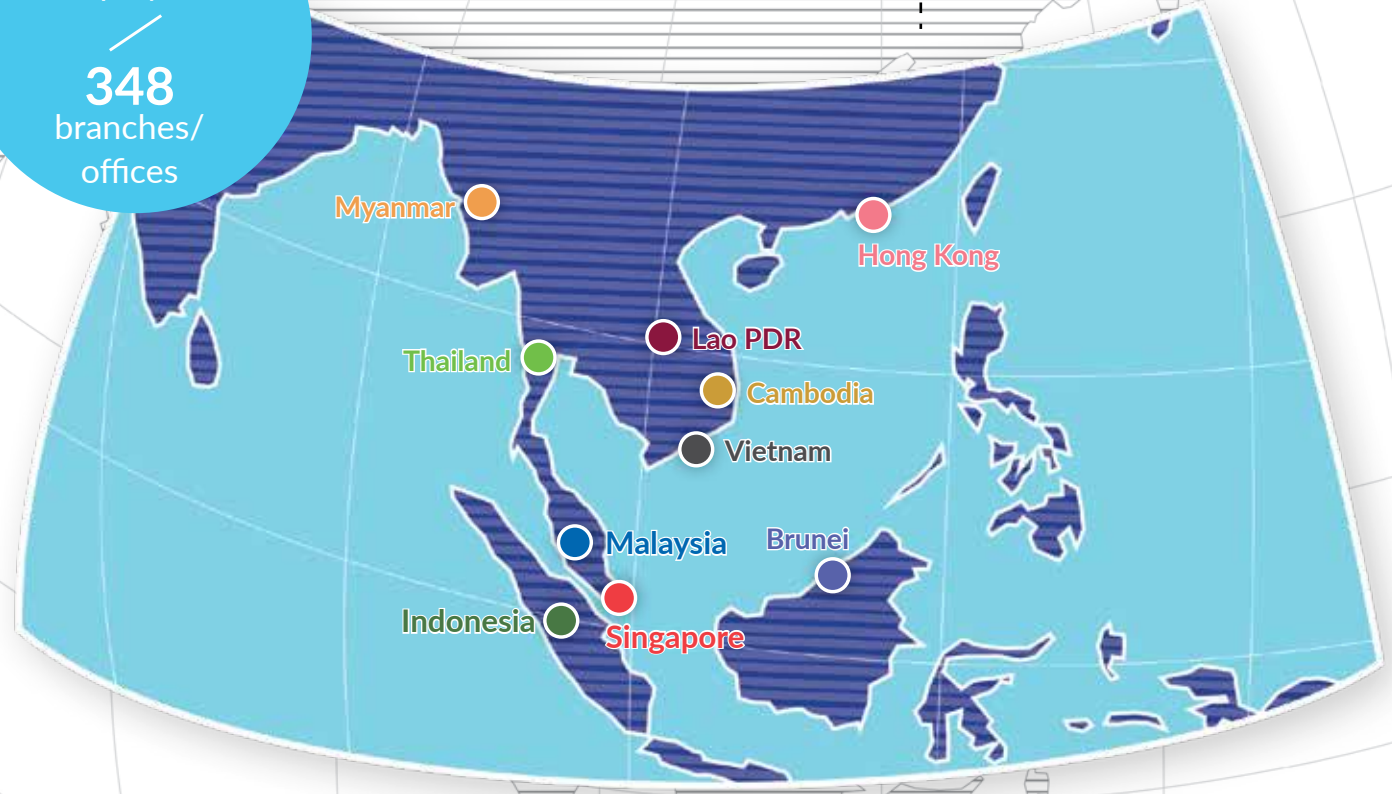 348
branches/
offices
Myanmar
Hong Kong
Lao PDR
Thailand
Cambodia
Vietnam
Brunei
Malaysia
Indonesia
Singapore